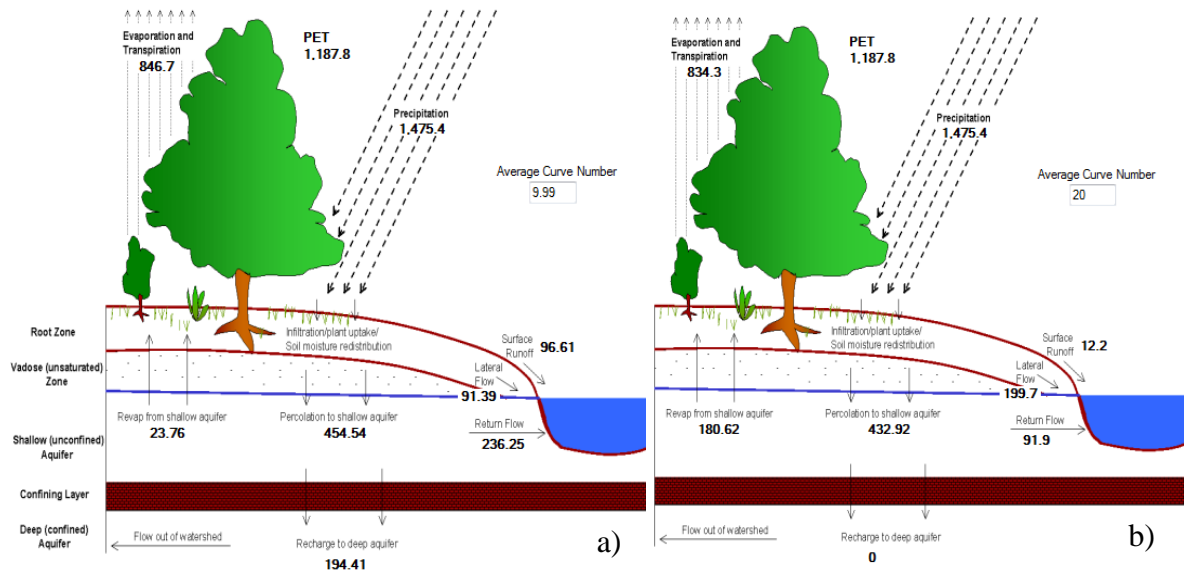 Evaporation and
Transpiration
846.7
PET
1,187.8
Precipitation
1,475.4
Average Curve Number
9.99
Root Zone
Infiltration/plant uptake/
Soil moisture redistribution
Surface
Runoff
96.61
Vadose (unsaturated)
Zone
Lateral
Flow
91.39
Revap from shallow aquifer
23.76
Percolation to shallow aquifer
454.54
Return Flow
236.25
Shallow (unconfined)
Aquifer
Confining Layer
Deep (confined)
Aquifer
Flow out of watershed
Recharge to deep aquifer
194.41
a)
Evaporation and
Transpiration
834.3
PET
1,187.8
Precipitation
1,475.4
Average Curve Number
20
Infiltration/plant uptake/
Soil moisture redistribution
Surface
Runoff
12.2
Lateral
Flow
199.7
Revap from shallow aquifer
180.62
Percolation to shallow aquifer
432.92
Return Flow
91.9
Flow out of watershed
Recharge to deep aquifer
0
b)